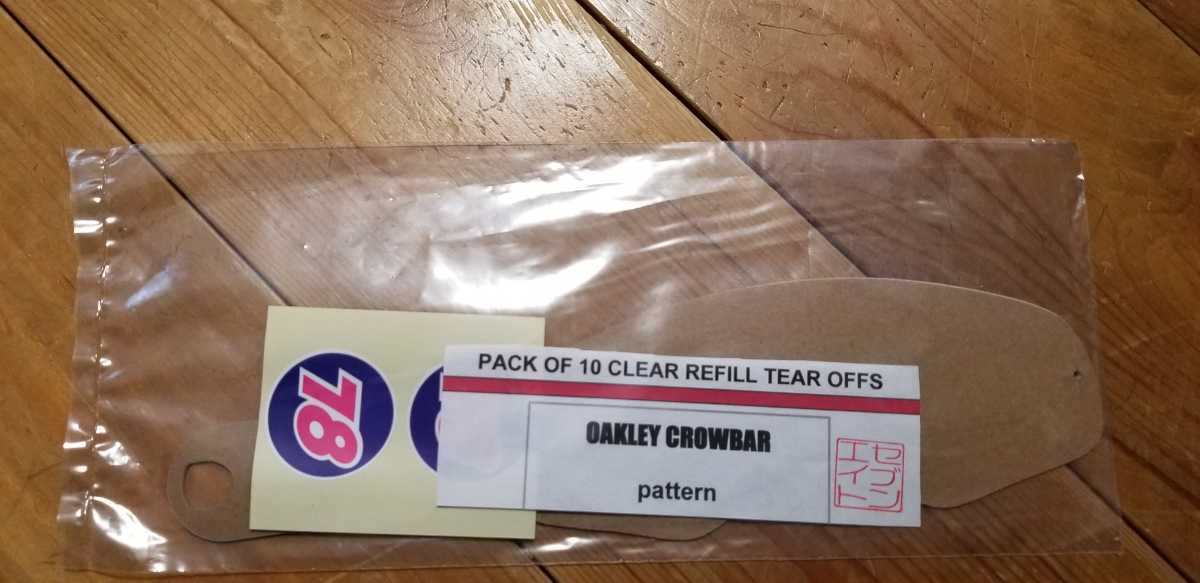 78
PACK OF 10 CLEAR REFILL TEAR OFFS
OAKLEY CROWBAR
pattern
セブン
エイト